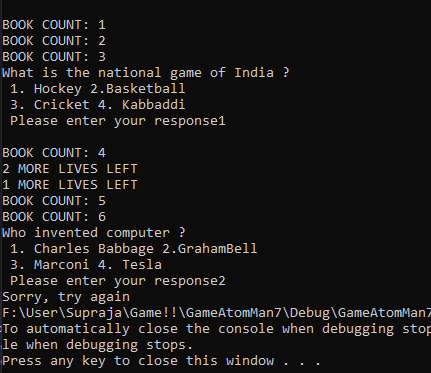 BOOK COUNT: 1
BOOK COUNT: 2
BOOK COUNT: 3
What is the national game of India ?
1. Hockey 2.Basketball
3. Cricket 4. Kabbaddi
Please enter your response1
BOOK COUNT: 4
2 MORE LIVES LEFT
1 MORE LIVES LEFT
BOOK COUNT: 5
BOOK COUNT: 6
Who invented computer ?
1. Charles Babbage 2.GrahamBell
3. Marconi 4. Tesla
Please enter your response2
Sorry, try again
F:\User\Supraja\Game!!\GameAtomMan7\Debug\GameAtomMan7
To automatically close the console when debugging stop
le when debugging stops.
Press any key to close this window . . .